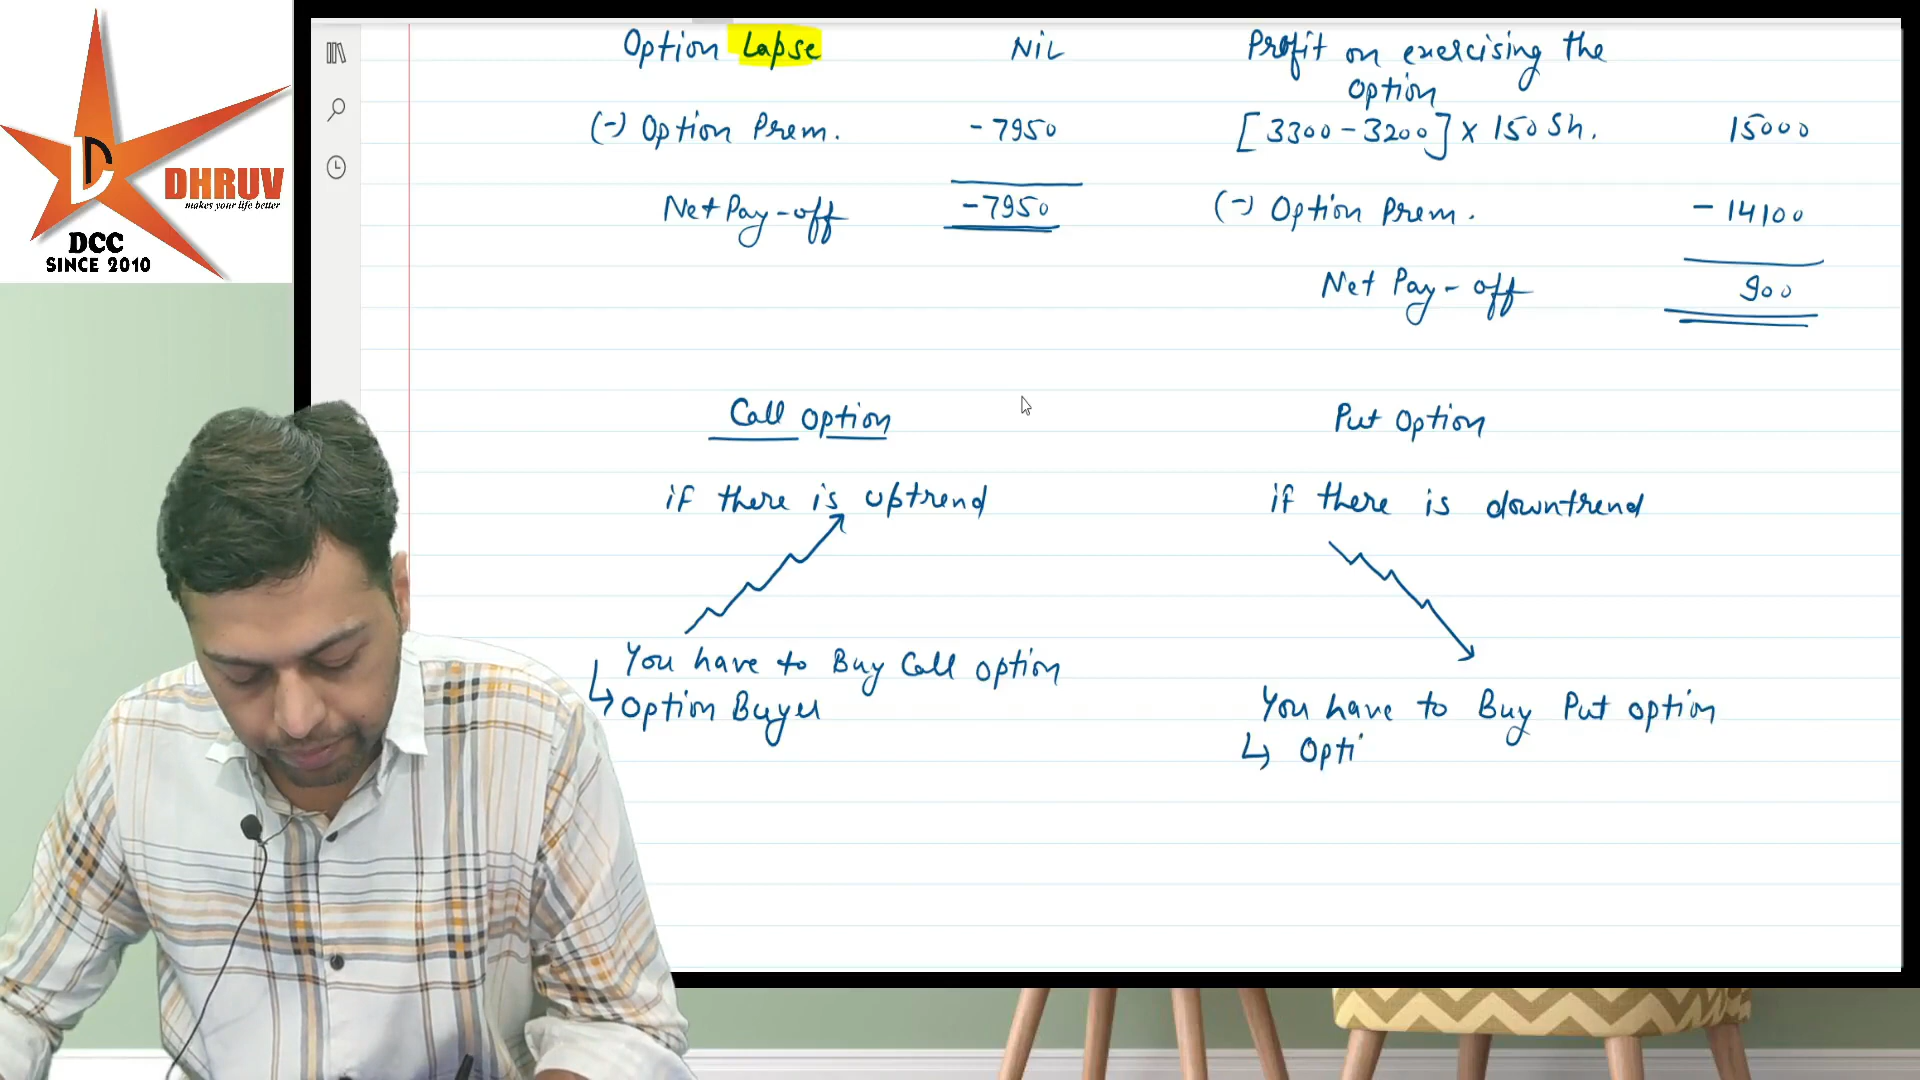 DC
DHRUV
makes your life better
DCC
SINCE 2010
Option Lapse NiL
(-) Option Prem. - 7950
Net Pay-off - 7950
Profit on exercising the
Option
[3300 - 3200] x 150 Sh. 15000
(-) Option Prem. - 14100
Net Pay-off 900
Call Option
if there is uptrend
You have to Buy Call option
↳ Option Buyer
Put Option
if there is downtrend
You have to Buy Put option
↳ Opti